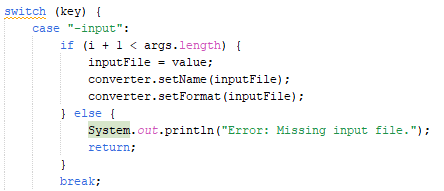 switch (key) {
    case "-input":
        if (i + 1 < args.length) {
            inputFile = value;
            converter.setName(inputFile);
            converter.setFormat(inputFile);
        } else {
            System.out.println("Error: Missing input file.");
            return;
        }
        break;